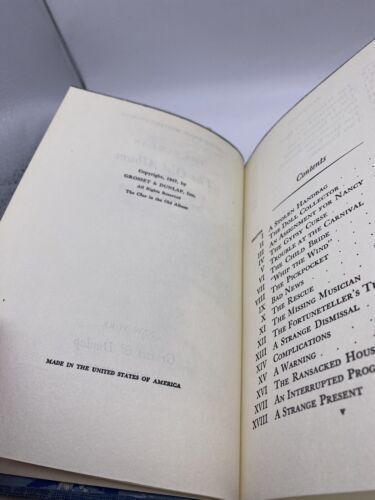 Copyright, 1947, by
GROSSET & DUNLAP, Inc.
All Rights Reserved
The Clue in the Old Album
MADE IN THE UNITED STATES OF AMERICA
Contents
I A STOLEN HANDBAG
II THE DOLL COLLECTOR
III AN ASSIGNMENT FOR NANCY
IV THE GYPSY CURSE
V TROUBLE AT THE CARNIVAL
VI THE CHILD BRIDE
VII "WHIP THE WIND"
VIII THE PICKPOCKET
IX BAD NEWS
X THE RESCUE
XI THE MISSING MUSICIAN
XII THE FORTUNETELLER'S T
XIII A STRANGE DISMISSAL
XIV COMPLICATIONS
XV A WARNING
XVI THE RANSACKED HOUS
XVII AN INTERRUPTED PROG
XVIII A STRANGE PRESENT